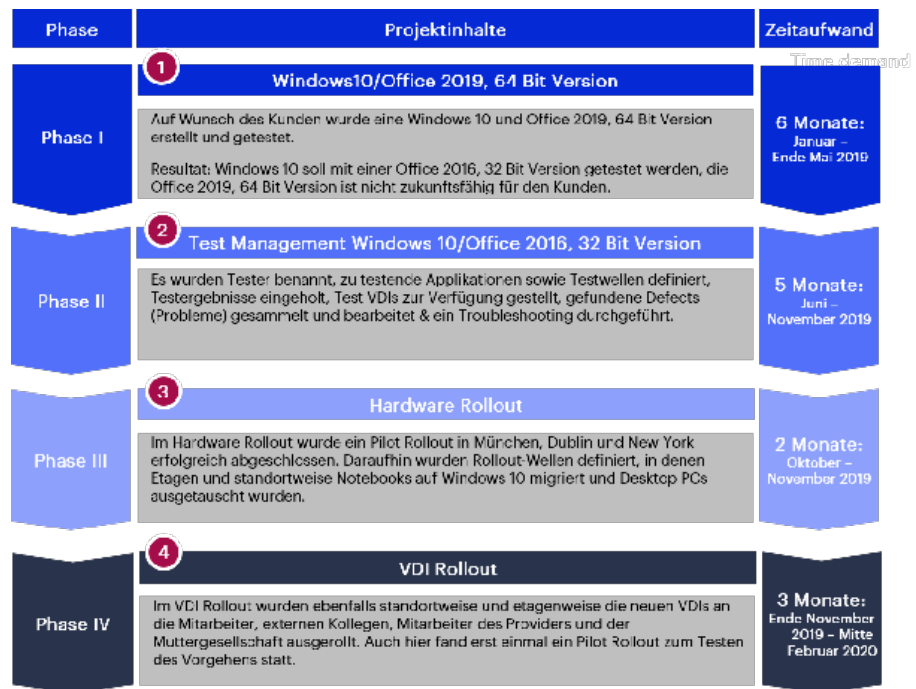 Phase
Projektinhalte
Zeitaufwand
Time demand
1
Windows10/Office 2019, 64 Bit Version
Phase I
Auf Wunsch des Kunden wurde eine Windows 10 und Office 2019, 64 Bit Version
erstellt und getestet.
Resultat: Windows 10 soll mit einer Office 2016, 32 Bit Version getestet werden, die
Office 2019, 64 Bit Version ist nicht zukunftsfähig für den Kunden.
6 Monate:
Januar –
Ende Mai 2019
2
Test Management Windows 10/Office 2016, 32 Bit Version
Phase II
Es wurden Tester benannt, zu testende Applikationen sowie Testwellen definiert,
Testergebnisse eingeholt, Test VDIs zur Verfügung gestellt, gefundene Defects
(Probleme) gesammelt und bearbeitet & ein Troubleshooting durchgeführt.
5 Monate:
Juni –
November 2019
3
Hardware Rollout
Phase III
Im Hardware Rollout wurde ein Pilot Rollout in München, Dublin und New York
erfolgreich abgeschlossen. Daraufhin wurden Rollout-Wellen definiert, in denen
Etagen und standortweise Notebooks auf Windows 10 migriert und Desktop PCs
ausgetauscht wurden.
2 Monate:
Oktober –
November 2019
4
VDI Rollout
Phase IV
Im VDI Rollout wurden ebenfalls standortweise und etagenweise die neuen VDIs an
die Mitarbeiter, externen Kollegen, Mitarbeiter des Providers und der
Muttergesellschaft ausgerollt. Auch hier fand erst einmal ein Pilot Rollout zum Testen
des Vorgehens statt.
3 Monate:
Ende November
2019 – Mitte
Februar 2020